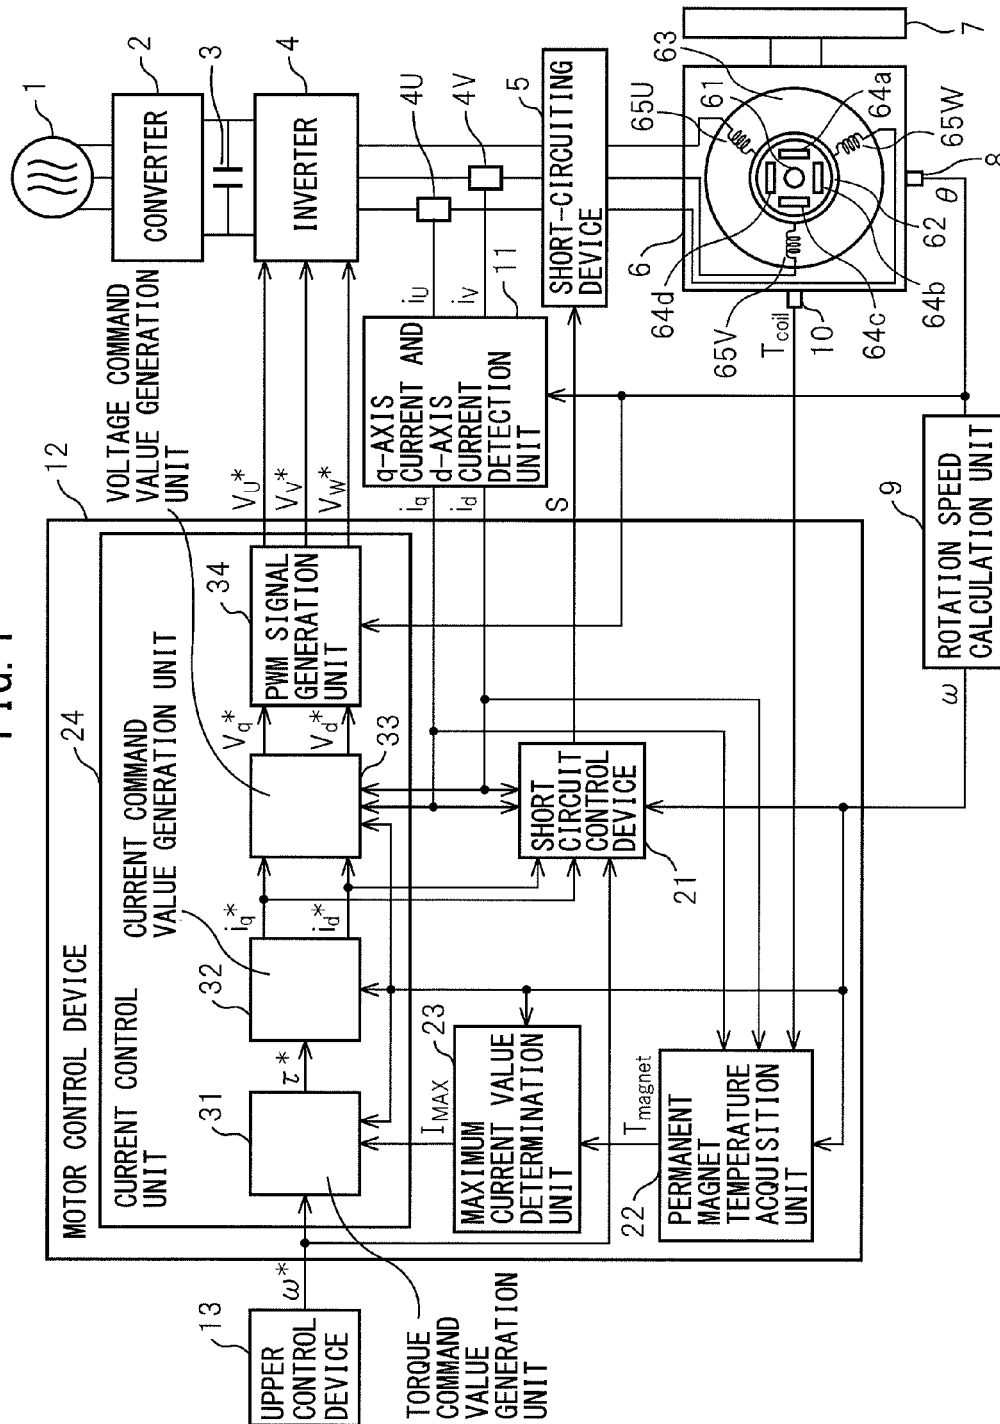 FIG. 1
MOTOR CONTROL DEVICE
24
12
CURRENT CONTROL
UNIT
CURRENT COMMAND
VALUE GENERATION UNIT
VOLTAGE COMMAND
VALUE GENERATION
UNIT
13
UPPER
CONTROL
DEVICE
ω*
31
τ*
32
iq*
id*
33
Vq*
Vd*
34
PWM SIGNAL
GENERATION
UNIT
VU*
VV*
VW*
1
CONVERTER
2
3
INVERTER
4
4U
4V
TORQUE
COMMAND
VALUE
GENERATION
UNIT
IMAX
23
MAXIMUM
CURRENT VALUE
DETERMINATION
UNIT
SHORT
CIRCUIT
CONTROL
DEVICE
21
iq
id
q-AXIS
CURRENT AND
d-AXIS
CURRENT
DETECTION
UNIT
11
iU
iV
S
SHORT-CIRCUITING
DEVICE
5
Tmagnet
22
PERMANENT
MAGNET
TEMPERATURE
ACQUISITION
UNIT
6
64d
65V
Tcoil
10
64c
64b
62
65U
61
63
64a
65W
7
8
θ
9
ROTATION SPEED
CALCULATION UNIT
ω